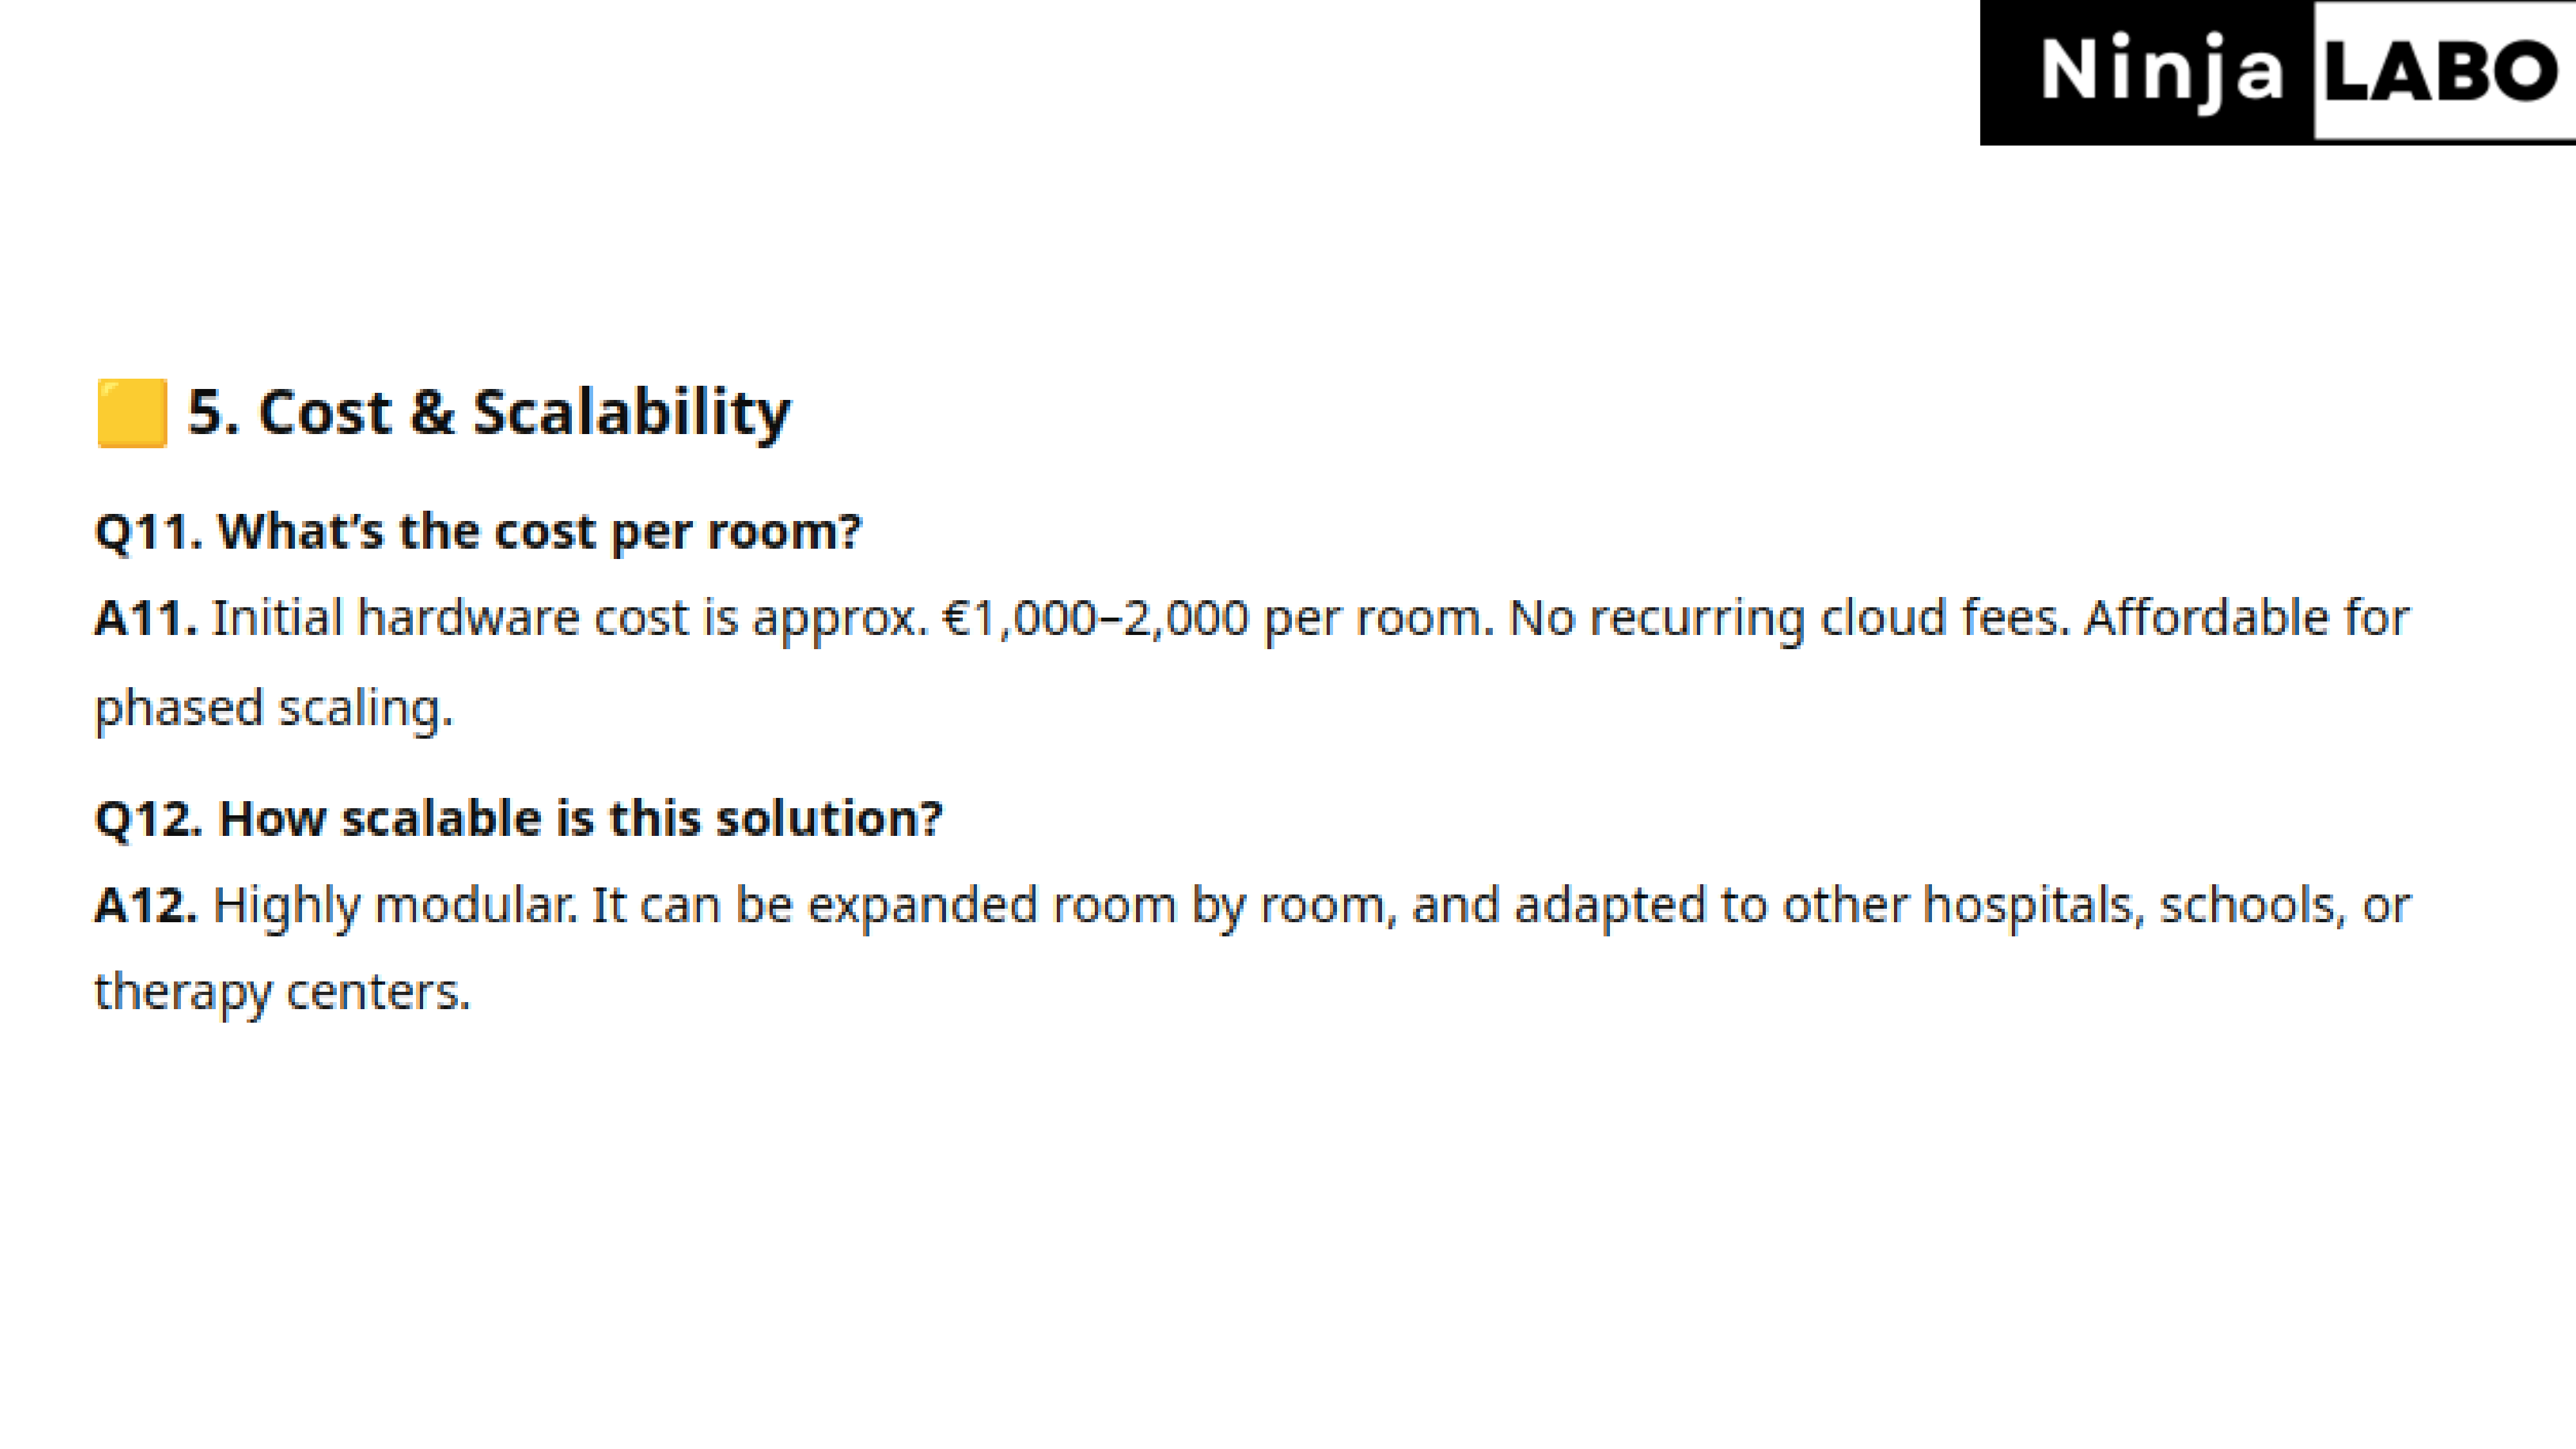 Ninja LABO
🟨 5. Cost & Scalability
Q11. What’s the cost per room?
A11. Initial hardware cost is approx. €1,000–2,000 per room. No recurring cloud fees. Affordable for
phased scaling.
Q12. How scalable is this solution?
A12. Highly modular. It can be expanded room by room, and adapted to other hospitals, schools, or
therapy centers.